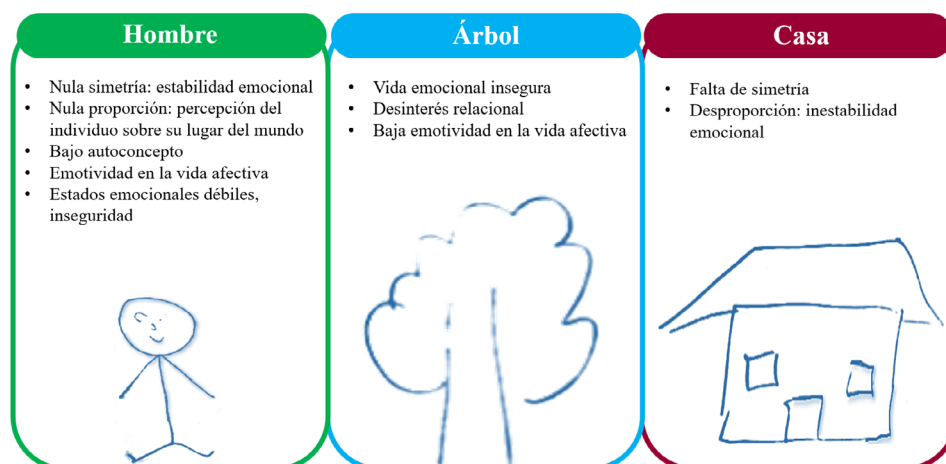 Hombre
• Nula simetría: estabilidad emocional
• Nula proporción: percepción del
individuo sobre su lugar del mundo
• Bajo autoconcepto
• Emotividad en la vida afectiva
• Estados emocionales débiles,
inseguridad
Árbol
• Vida emocional insegura
• Desinterés relacional
• Baja emotividad en la vida afectiva
Casa
• Falta de simetría
• Desproporción: inestabilidad
emocional